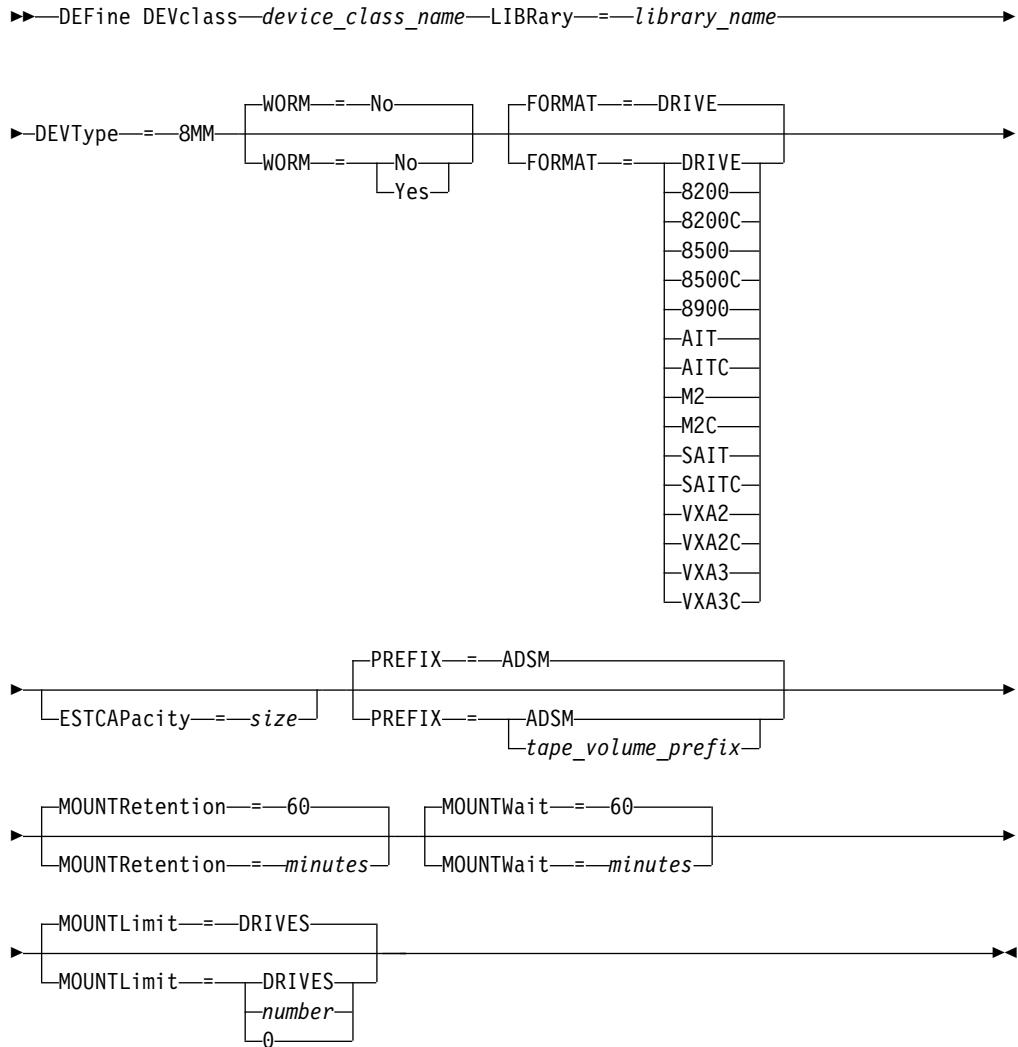 DEFine DEVclass device_class_name LIBRary = library_name
WORM = No FORMAT = DRIVE
DEVType = 8MM
WORM = No FORMAT = DRIVE
Yes 8200
8200C
8500
8500C
8900
AIT
AITC
M2
M2C
SAIT
SAITC
VXA2
VXA2C
VXA3
VXA3C
PREFIX = ADSM
ESTCAPacity = size PREFIX = ADSM
tape_volume_prefix
MOUNTRetention = 60 MOUNTWait = 60
MOUNTRetention = minutes MOUNTWait = minutes
MOUNTLimit = DRIVES
MOUNTLimit = DRIVES
number
0